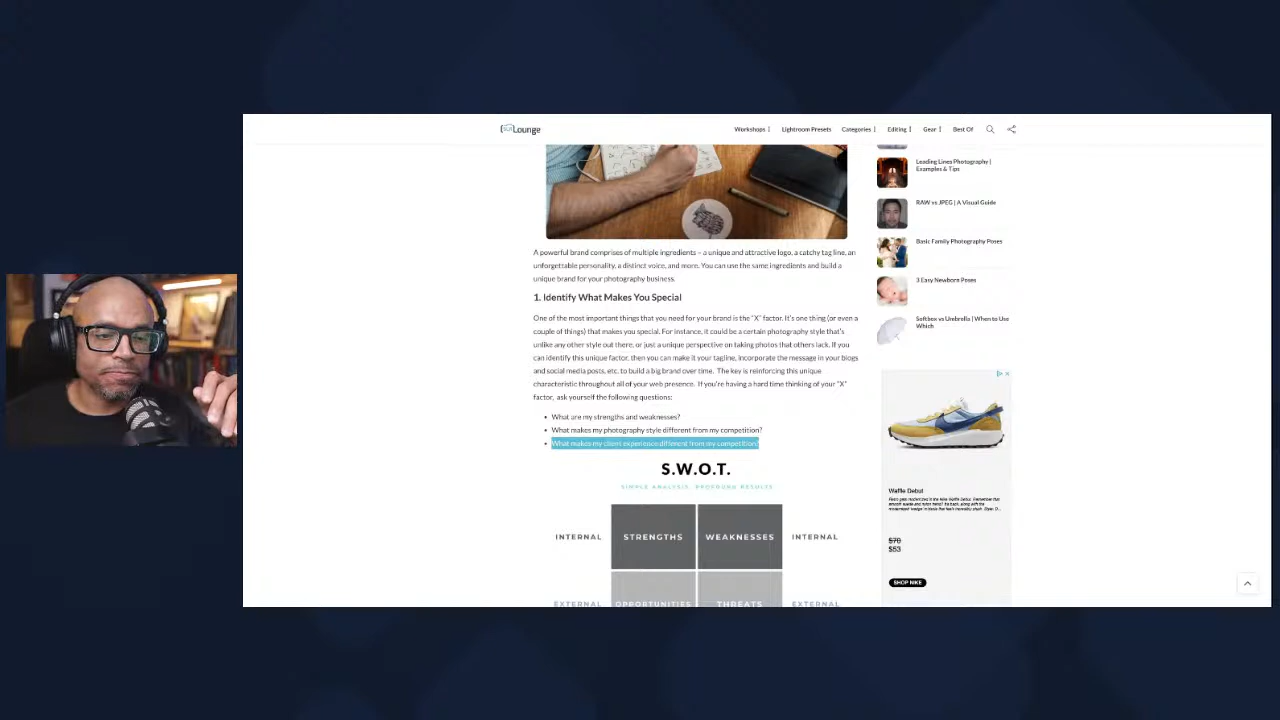 SLR Lounge
Workshops
Lightroom Presets
Categories
Editing
Gear
Best Of
Leading Lines Photography |
Examples & Tips
RAW vs JPEG | A Visual Guide
Basic Family Photography Poses
3 Easy Newborn Poses
Softbox vs Umbrella | When to Use
Which
A powerful brand comprises of multiple ingredients – a unique and attractive logo, a catchy tag line, an
unforgettable personality, a distinct voice, and more. You can use the same ingredients and build a
unique brand for your photography business.
1. Identify What Makes You Special
One of the most important things that you need for your brand is the "X" factor. It's one thing (or even a
couple of things) that makes you special. For instance, it could be a certain photography style that's
unlike any other style out there, or just a unique perspective on taking photos that others lack. If you
can identify this unique factor, then you can make it your tagline, incorporate the message in your blogs
and social media posts, etc. to build a big brand over time. The key is reinforcing this unique
characteristic throughout all of your web presence. If you're having a hard time thinking of your "X"
factor, ask yourself the following questions:
• What are my strengths and weaknesses?
• What makes my photography style different from my competition?
• What makes my client experience different from my competition?
S.W.O.T.
SIMPLE ANALYSIS, PROFOUND RESULTS
INTERNAL STRENGTHS WEAKNESSES INTERNAL
EXTERNAL OPPORTUNITIES THREATS EXTERNAL
Waffle Debut
$70
$53
SHOP NIKE